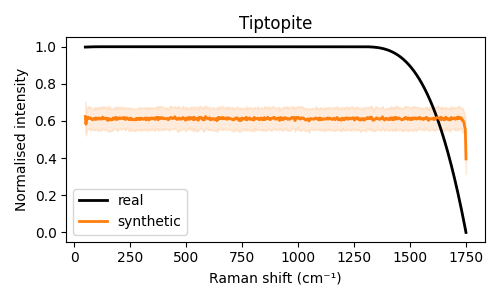 Tiptopite
Normalised intensity
1.0
0.8
0.6
0.4
0.2
0.0
real
synthetic
0 250 500 750 1000 1250 1500 1750
Raman shift (cm⁻¹)